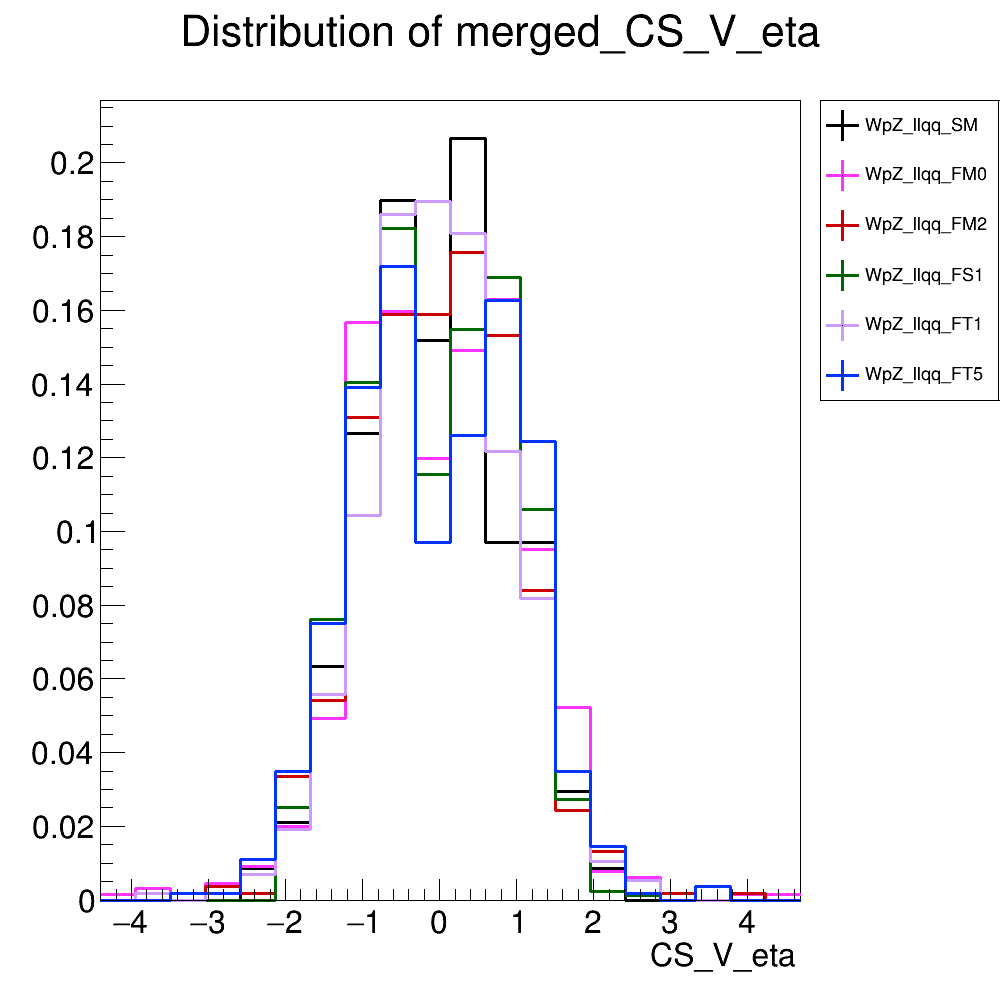 Distribution of merged_CS_V_eta
WpZ_llqq_SM
WpZ_llqq_FM0
WpZ_llqq_FM2
WpZ_llqq_FS1
WpZ_llqq_FT1
WpZ_llqq_FT5
0.2
0.18
0.16
0.14
0.12
0.1
0.08
0.06
0.04
0.02
0
−4 −3 −2 −1 0 1 2 3 4
CS_V_eta